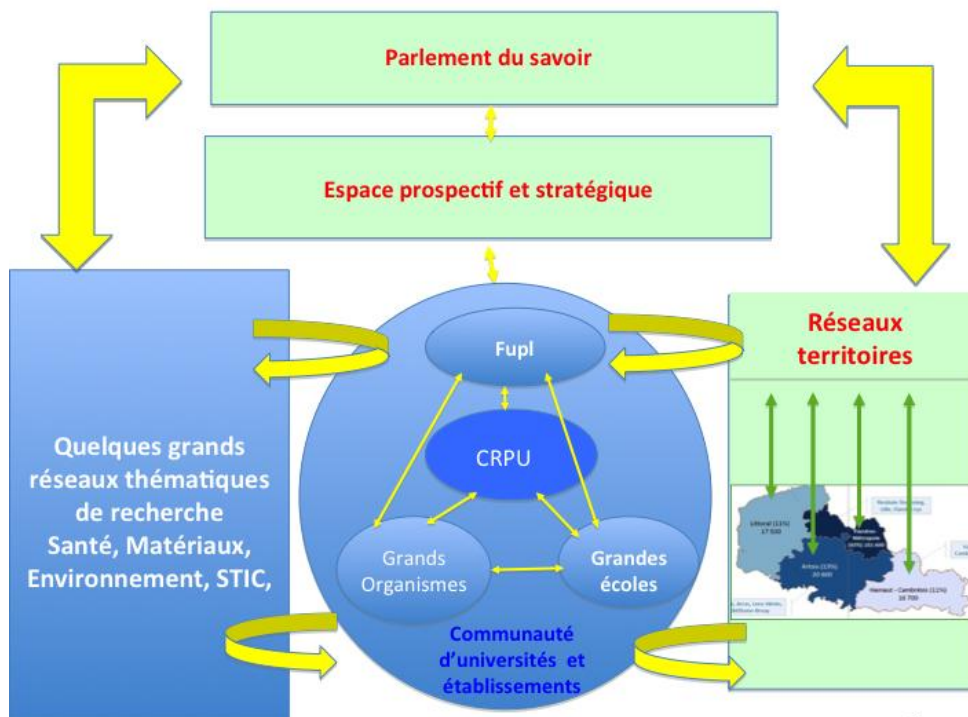 Parlement du savoir
Espace prospectif et stratégique
Quelques grands
réseaux thématiques
de recherche
Santé, Matériaux,
Environnement, STIC,
Fupl
CRPU
Grands
Organismes
Grandes
écoles
Communauté
d'universités et
établissements
Réseaux
territoires
Littoral (11%)
17 500
Artois (13%)
20 600
Hainaut - Cambrésis (11%)
16 700